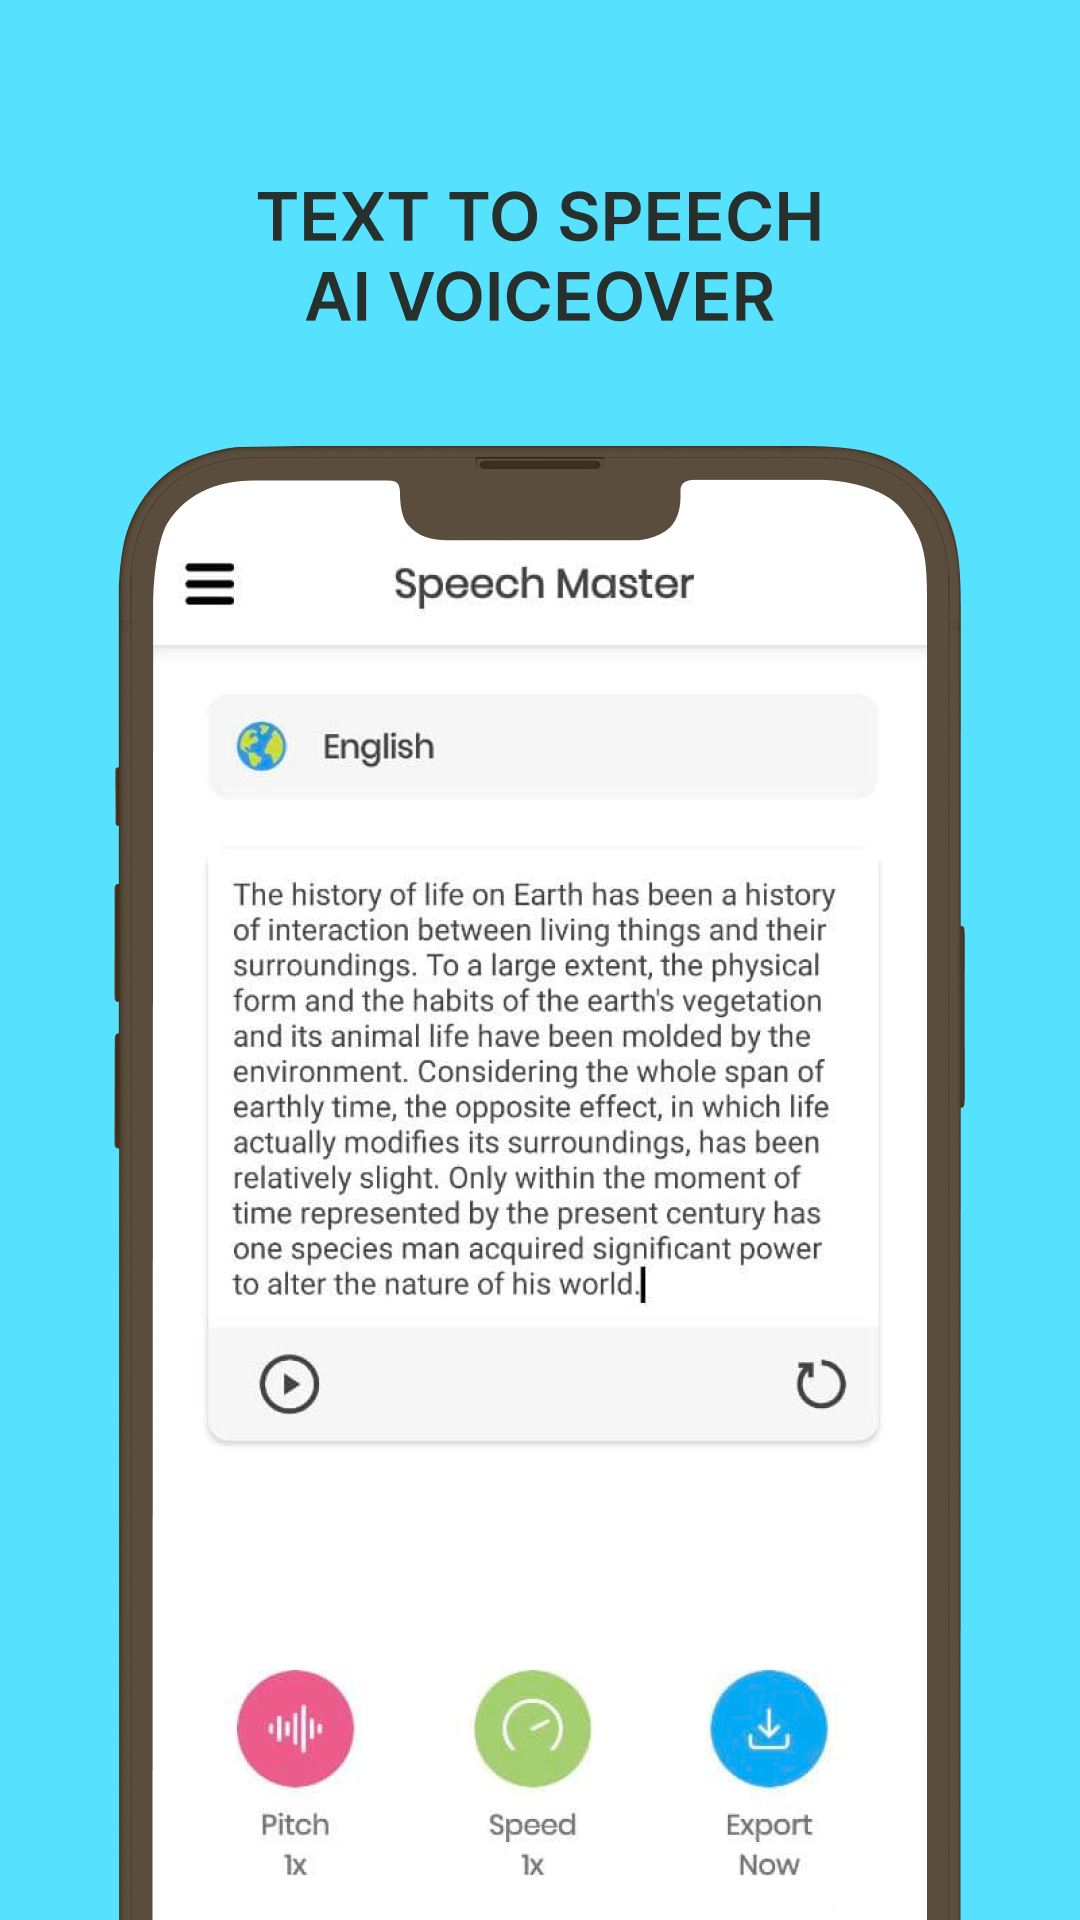 TEXT TO SPEECH
AI VOICEOVER
Speech Master
English
The history of life on Earth has been a history
of interaction between living things and their
surroundings. To a large extent, the physical
form and the habits of the earth's vegetation
and its animal life have been molded by the
environment. Considering the whole span of
earthly time, the opposite effect, in which life
actually modifies its surroundings, has been
relatively slight. Only within the moment of
time represented by the present century has
one species man acquired significant power
to alter the nature of his world.
Pitch
1x
Speed
1x
Export
Now